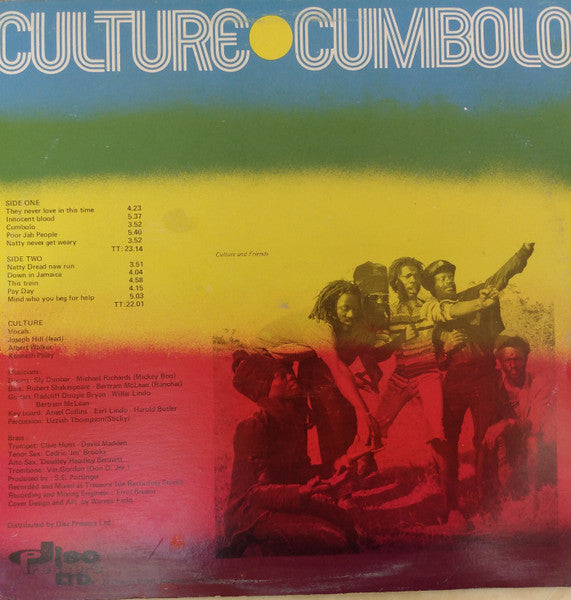 CULTURE CUMBOLO
SIDE ONE
They never love in this time 4.23
Innocent blood 5.37
Cumbolo 3.52
Poor Jah People 5.40
Natty never get weary 3.52
TT: 23.14
SIDE TWO
Natty Dread naw run 3.51
Down in Jamaica 4.04
This train 4.58
Pay Day 4.15
Mind who you beg for help 5.03
TT: 22.01
Culture and Friends
CULTURE
Vocals
Joseph Hill (lead)
Albert Walker
Kenneth Paley
Musicians
Drums: Sly Dunbar - Michael Richards (Mickey Boo)
Bass: Robert Shakespeare - Bertram McLean (Ranchie)
Guitars: Radcliff Dougie Bryan - Willie Lindo
Bertram McLean
Keyboard: Ansel Collins - Earl Lindo - Harold Butler
Percussion: Uzziah Thompson (Sticky)
Brass:
Trumpet: Clive Hunt - David Madden
Tenor Sax: Cedric 'Im' Brooks
Alto Sax: 'Deadley' Headley Bennett
Trombone: Vin Gordon (Don D. Jnr.)
Produced by: S.E. Pottinger
Recorded and Mixed at Treasure Isle Recording Studio
Recording and Mixing Engineer: Errol Brown
Cover Design and Art by Warren
Distributed by Disc Pressers Ltd
LTD.